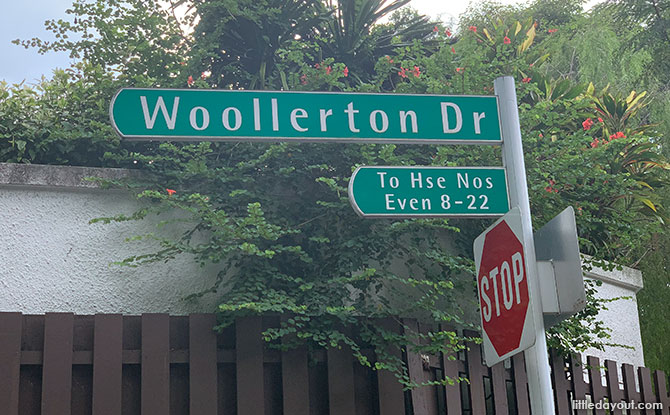 Woollerton Dr
To Hse Nos
Even 8-22
STOP
littledayout.com